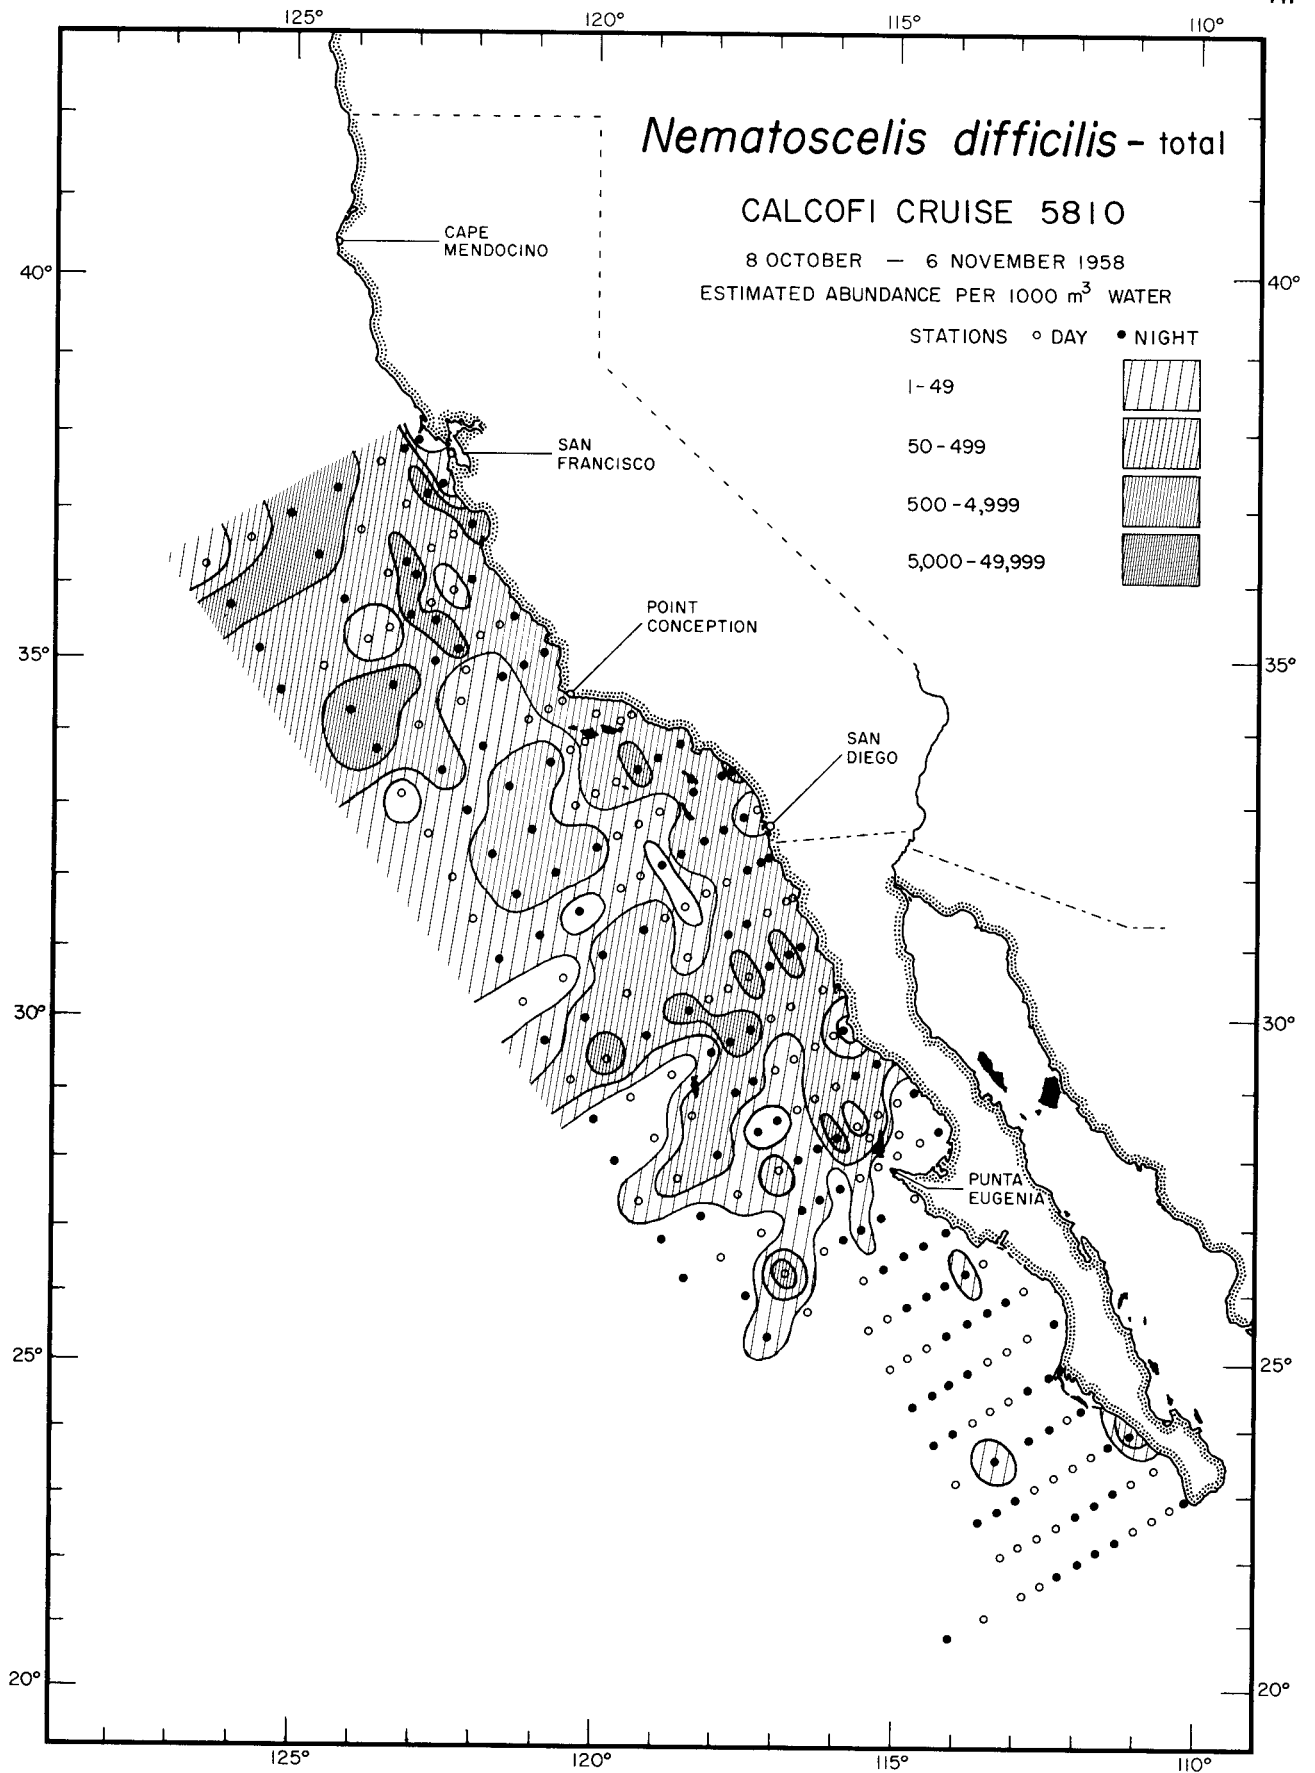 125°
120°
115°
110°
Nematoscelis difficilis - total
CALCOFI CRUISE 5810
8 OCTOBER — 6 NOVEMBER 1958
ESTIMATED ABUNDANCE PER 1000 m³ WATER
STATIONS ○ DAY ● NIGHT
1-49
50-499
500-4,999
5,000-49,999
CAPE
MENDOCINO
40°
40°
SAN
FRANCISCO
POINT
CONCEPTION
35°
35°
SAN
DIEGO
30°
30°
PUNTA
EUGENIA
25°
25°
20°
20°
125°
120°
115°
110°